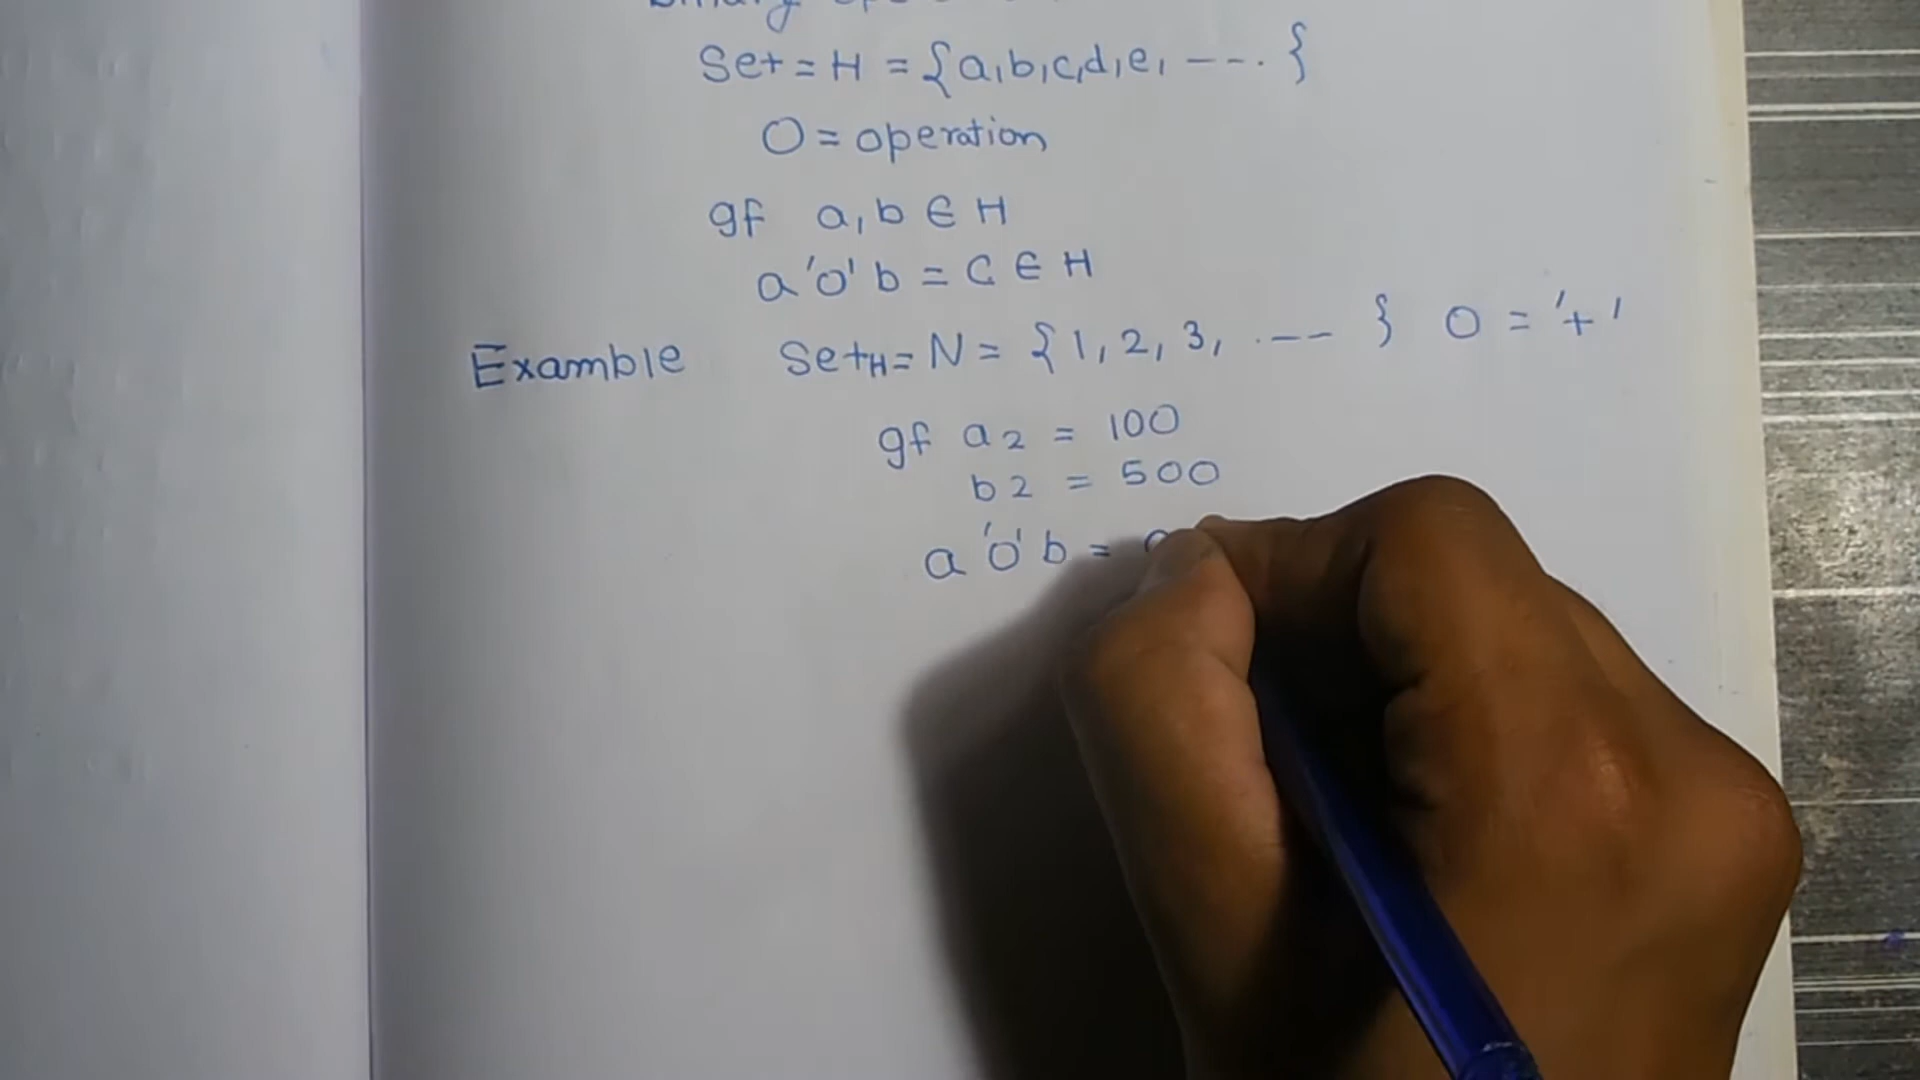 Set = H = {a,b,c,d,e, ---. }
O = operation
gf a,b ∈ H
a 'o' b = C ∈ H
Examble Set H = N = {1, 2, 3, .--- } O = '+'
gf a2 = 100
b2 = 500
a 'o' b =